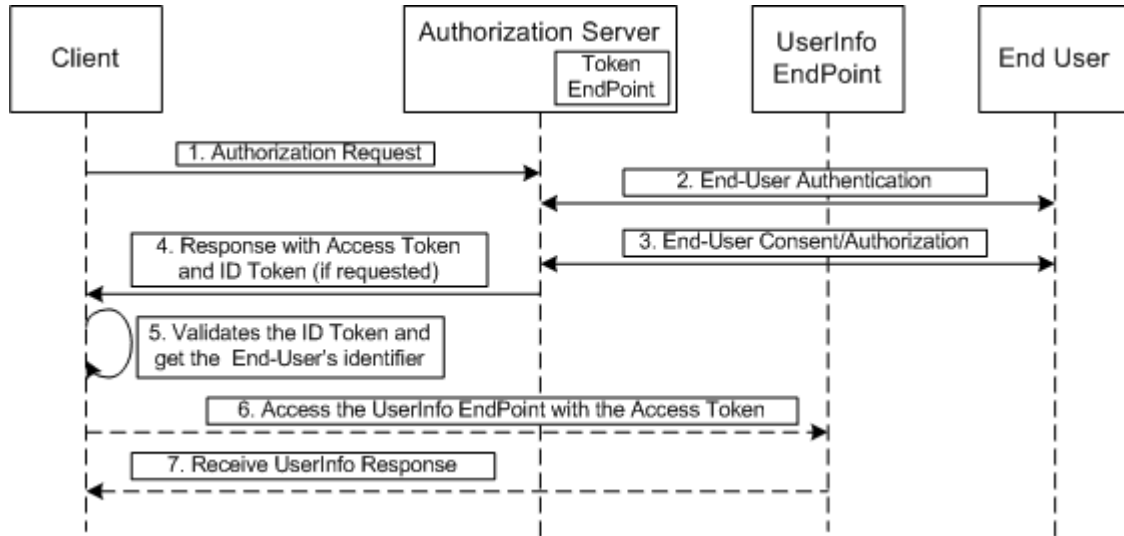 Client
Authorization Server
Token
EndPoint
UserInfo
EndPoint
End User
1. Authorization Request
2. End-User Authentication
3. End-User Consent/Authorization
4. Response with Access Token
and ID Token (if requested)
5. Validates the ID Token and
get the End-User's identifier
6. Access the UserInfo EndPoint with the Access Token
7. Receive UserInfo Response